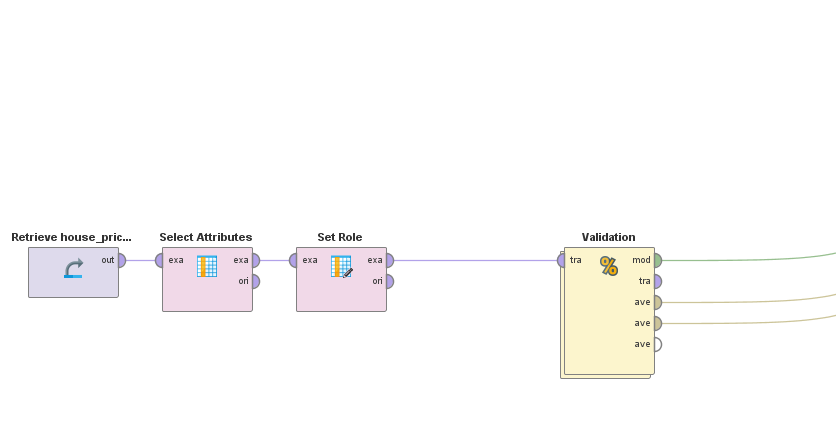 Retrieve house_pric...
out
Select Attributes
exa exa
ori
Set Role
exa exa
ori
Validation
tra mod
tra
ave
ave
ave